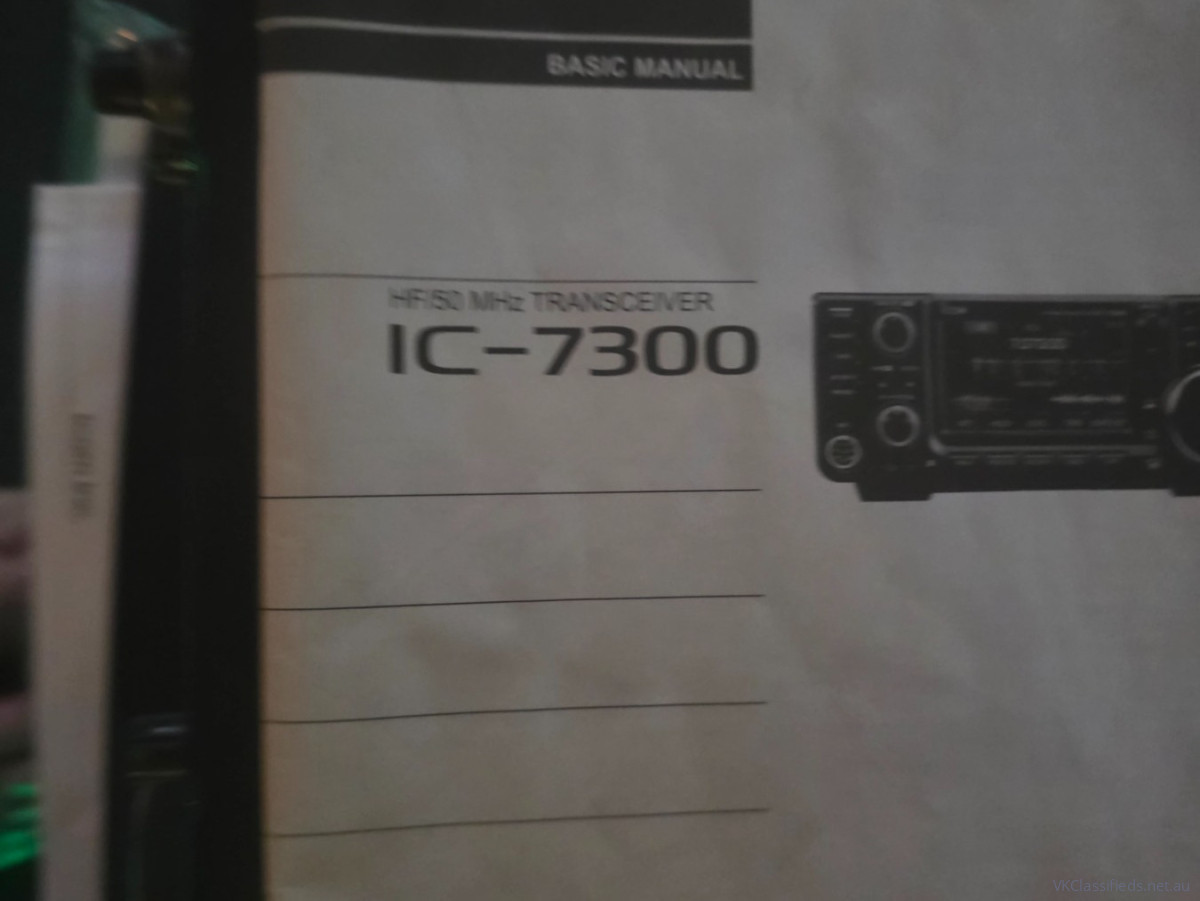 BASIC MANUAL
HF/50 MHz TRANSCEIVER
IC-7300
VKClassifieds.net.au